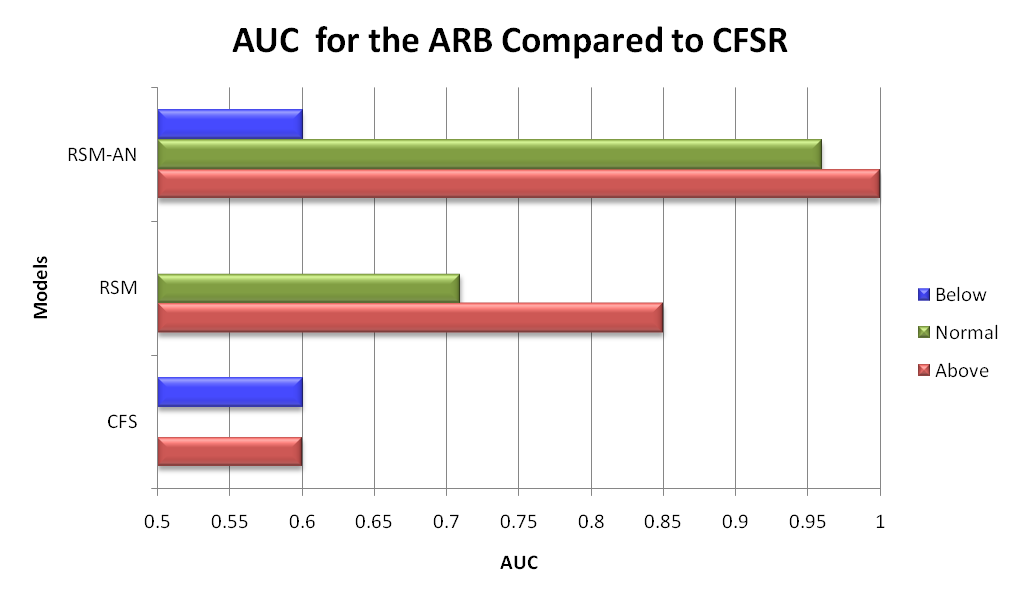 AUC for the ARB Compared to CFSR
RSM-AN
RSM
CFS
Models
Below
Normal
Above
0.5 0.55 0.6 0.65 0.7 0.75 0.8 0.85 0.9 0.95 1
AUC